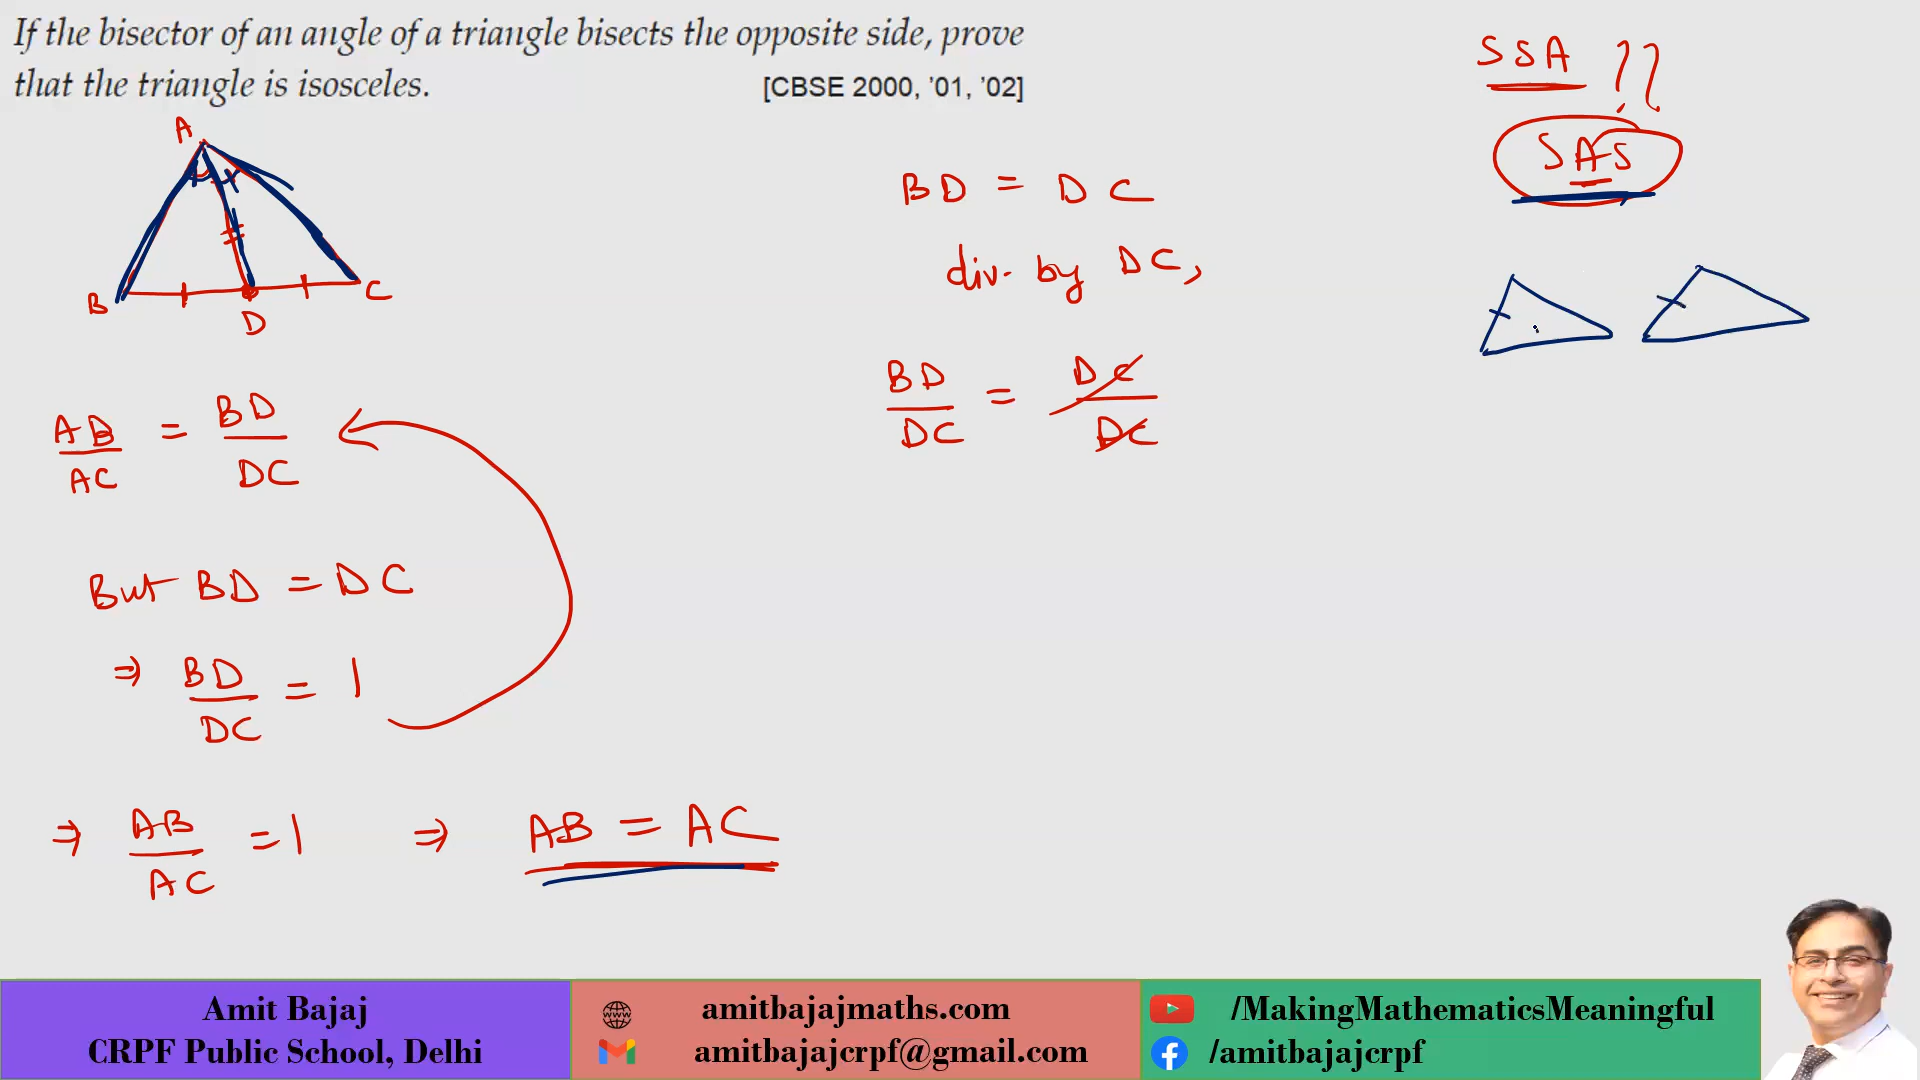 If the bisector of an angle of a triangle bisects the opposite side, prove
that the triangle is isosceles. [CBSE 2000, ’01, ’02]
A
B
D
C
AB/AC = BD/DC
But BD = DC
⇒ BD/DC = 1
⇒ AB/AC = 1 ⇒ AB = AC
BD = DC
div. by DC,
BD/DC = DC/DC
SSA ??
SAS
Amit Bajaj
CRPF Public School, Delhi
www
amitbajajmaths.com
amitbajajcrpf@gmail.com
/MakingMathematicsMeaningful
/amitbajajcrpf